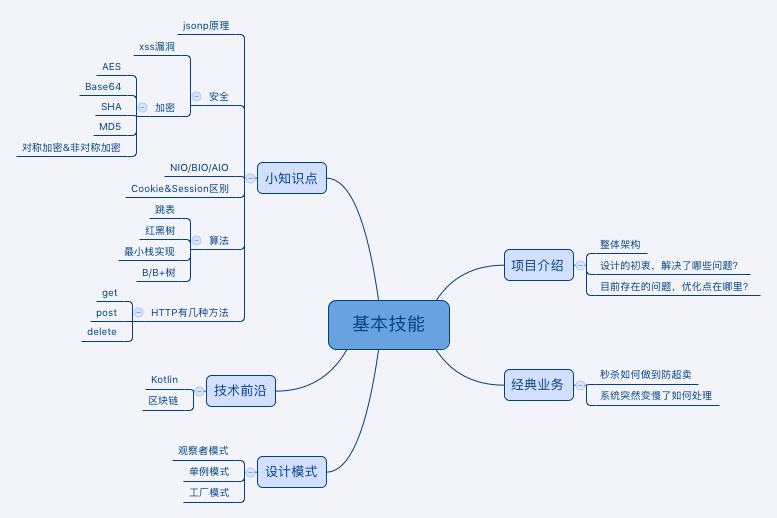 jsonp原理
xss漏洞
AES
Base64
SHA
MD5
对称加密&非对称加密
加密
安全
NIO/BIO/AIO
Cookie&Session区别
跳表
红黑树
最小栈实现
B/B+树
算法
get
post
delete
HTTP有几种方法
小知识点
Kotlin
区块链
技术前沿
观察者模式
单例模式
工厂模式
设计模式
基本技能
项目介绍
整体架构
设计的初衷，解决了哪些问题？
目前存在的问题，优化点在哪里？
经典业务
秒杀如何做到防超卖
系统突然变慢了如何处理